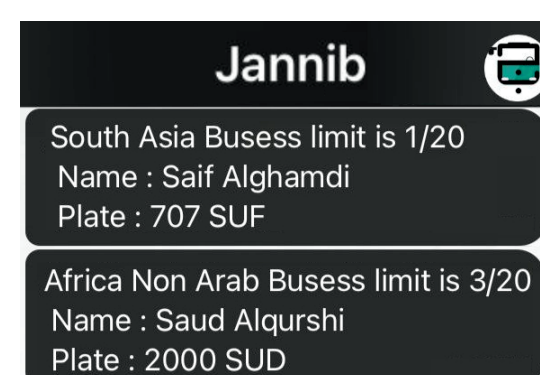 Jannib
South Asia Busess limit is 1/20
Name : Saif Alghamdi
Plate : 707 SUF
Africa Non Arab Busess limit is 3/20
Name : Saud Alqurshi
Plate : 2000 SUD